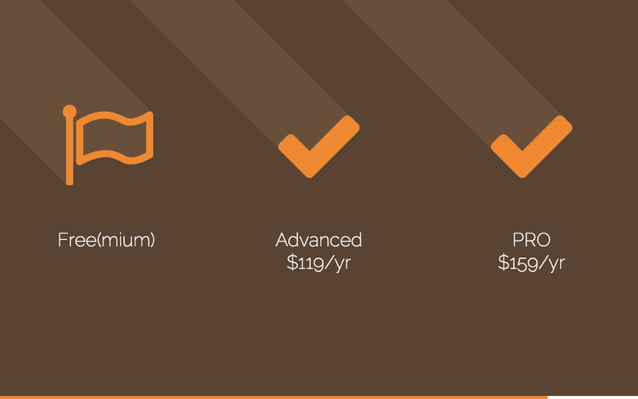 Free(mium)
Advanced
$119/yr
PRO
$159/yr